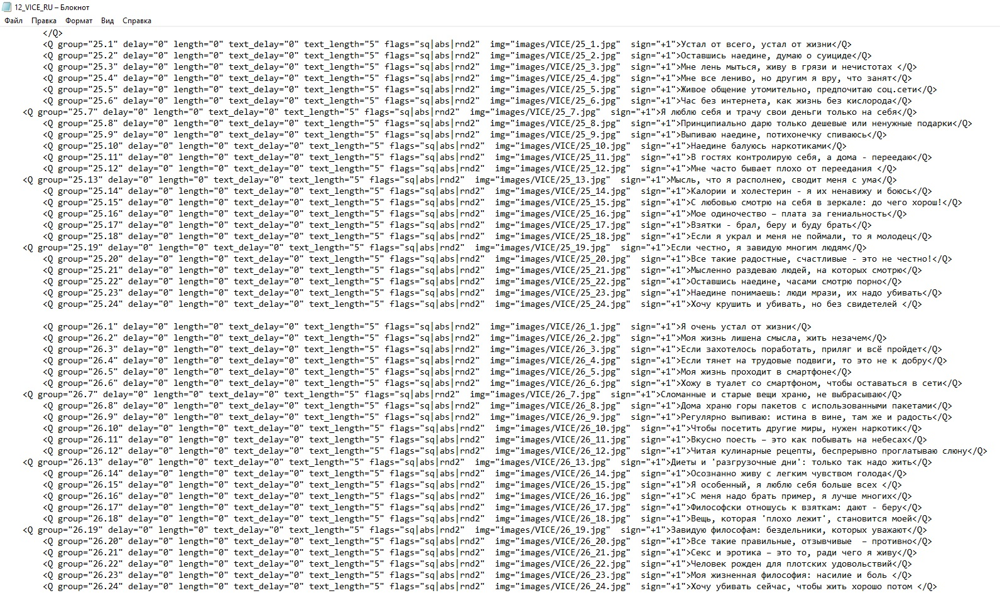 12_VICE_RU – Блокнот
Файл Правка Формат Вид Справка
</Q>
<Q group="25.1" delay="0" length="0" text_delay="0" text_length="5" flags="sq|abs|rnd2"  img="images/VICE/25_1.jpg"  sign="+1">Устал от всего, устал от жизни</Q>
<Q group="25.2" delay="0" length="0" text_delay="0" text_length="5" flags="sq|abs|rnd2"  img="images/VICE/25_2.jpg"  sign="+1">Оставшись наедине, думаю о суициде</Q>
<Q group="25.3" delay="0" length="0" text_delay="0" text_length="5" flags="sq|abs|rnd2"  img="images/VICE/25_3.jpg"  sign="+1">Мне лень мыться, живу в грязи и нечистотах </Q>
<Q group="25.4" delay="0" length="0" text_delay="0" text_length="5" flags="sq|abs|rnd2"  img="images/VICE/25_4.jpg"  sign="+1">Мне все лениво, но другим я вру, что занят</Q>
<Q group="25.5" delay="0" length="0" text_delay="0" text_length="5" flags="sq|abs|rnd2"  img="images/VICE/25_5.jpg"  sign="+1">Живое общение утомительно, предпочитаю соц.сети</Q>
<Q group="25.6" delay="0" length="0" text_delay="0" text_length="5" flags="sq|abs|rnd2"  img="images/VICE/25_6.jpg"  sign="+1">Час без интернета, как жизнь без кислорода</Q>
<Q group="25.7" delay="0" length="0" text_delay="0" text_length="5" flags="sq|abs|rnd2"  img="images/VICE/25_7.jpg"  sign="+1">Я люблю себя и трачу свои деньги только на себя</Q>
<Q group="25.8" delay="0" length="0" text_delay="0" text_length="5" flags="sq|abs|rnd2"  img="images/VICE/25_8.jpg"  sign="+1">Принципиально дарю только дешевые или ненужные подарки</Q>
<Q group="25.9" delay="0" length="0" text_delay="0" text_length="5" flags="sq|abs|rnd2"  img="images/VICE/25_9.jpg"  sign="+1">Выпиваю наедине, потихонечку спиваюсь</Q>
<Q group="25.10" delay="0" length="0" text_delay="0" text_length="5" flags="sq|abs|rnd2"  img="images/VICE/25_10.jpg"  sign="+1">Наедине балуюсь наркотиками</Q>
<Q group="25.11" delay="0" length="0" text_delay="0" text_length="5" flags="sq|abs|rnd2"  img="images/VICE/25_11.jpg"  sign="+1">В гостях контролирую себя, а дома - переедаю</Q>
<Q group="25.12" delay="0" length="0" text_delay="0" text_length="5" flags="sq|abs|rnd2"  img="images/VICE/25_12.jpg"  sign="+1">Мне часто бывает плохо от переедания </Q>
<Q group="25.13" delay="0" length="0" text_delay="0" text_length="5" flags="sq|abs|rnd2"  img="images/VICE/25_13.jpg"  sign="+1">Мысль, что я располнею, сводит меня с ума</Q>
<Q group="25.14" delay="0" length="0" text_delay="0" text_length="5" flags="sq|abs|rnd2"  img="images/VICE/25_14.jpg"  sign="+1">Калории и холестерин - я их ненавижу и боюсь</Q>
<Q group="25.15" delay="0" length="0" text_delay="0" text_length="5" flags="sq|abs|rnd2"  img="images/VICE/25_15.jpg"  sign="+1">С любовью смотрю на себя в зеркале: до чего хорош!</Q>
<Q group="25.16" delay="0" length="0" text_delay="0" text_length="5" flags="sq|abs|rnd2"  img="images/VICE/25_16.jpg"  sign="+1">Мое одиночество – плата за гениальность</Q>
<Q group="25.17" delay="0" length="0" text_delay="0" text_length="5" flags="sq|abs|rnd2"  img="images/VICE/25_17.jpg"  sign="+1">Взятки - брал, беру и буду брать</Q>
<Q group="25.18" delay="0" length="0" text_delay="0" text_length="5" flags="sq|abs|rnd2"  img="images/VICE/25_18.jpg"  sign="+1">Если я украл и меня не поймали, то я молодец</Q>
<Q group="25.19" delay="0" length="0" text_delay="0" text_length="5" flags="sq|abs|rnd2"  img="images/VICE/25_19.jpg"  sign="+1">Если честно, я завидую многим людям</Q>
<Q group="25.20" delay="0" length="0" text_delay="0" text_length="5" flags="sq|abs|rnd2"  img="images/VICE/25_20.jpg"  sign="+1">Все такие радостные, счастливые - это не честно!</Q>
<Q group="25.21" delay="0" length="0" text_delay="0" text_length="5" flags="sq|abs|rnd2"  img="images/VICE/25_21.jpg"  sign="+1">Мысленно раздеваю людей, на которых смотрю</Q>
<Q group="25.22" delay="0" length="0" text_delay="0" text_length="5" flags="sq|abs|rnd2"  img="images/VICE/25_22.jpg"  sign="+1">Оставшись наедине, часами смотрю порно</Q>
<Q group="25.23" delay="0" length="0" text_delay="0" text_length="5" flags="sq|abs|rnd2"  img="images/VICE/25_23.jpg"  sign="+1">Наедине понимаешь: люди мрази, их надо убивать</Q>
<Q group="25.24" delay="0" length="0" text_delay="0" text_length="5" flags="sq|abs|rnd2"  img="images/VICE/25_24.jpg"  sign="+1">Хочу крушить и убивать, но без свидетелей </Q>
<Q group="26.1" delay="0" length="0" text_delay="0" text_length="5" flags="sq|abs|rnd2"  img="images/VICE/26_1.jpg"  sign="+1">Я очень устал от жизни</Q>
<Q group="26.2" delay="0" length="0" text_delay="0" text_length="5" flags="sq|abs|rnd2"  img="images/VICE/26_2.jpg"  sign="+1">Моя жизнь лишена смысла, жить незачем</Q>
<Q group="26.3" delay="0" length="0" text_delay="0" text_length="5" flags="sq|abs|rnd2"  img="images/VICE/26_3.jpg"  sign="+1">Если захотелось поработать, приляг и всё пройдет</Q>
<Q group="26.4" delay="0" length="0" text_delay="0" text_length="5" flags="sq|abs|rnd2"  img="images/VICE/26_4.jpg"  sign="+1">Если тянет на трудовые подвиги, то это не к добру</Q>
<Q group="26.5" delay="0" length="0" text_delay="0" text_length="5" flags="sq|abs|rnd2"  img="images/VICE/26_5.jpg"  sign="+1">Моя жизнь проходит в смартфоне</Q>
<Q group="26.6" delay="0" length="0" text_delay="0" text_length="5" flags="sq|abs|rnd2"  img="images/VICE/26_6.jpg"  sign="+1">Хожу в туалет со смартфоном, чтобы оставаться в сети</Q>
<Q group="26.7" delay="0" length="0" text_delay="0" text_length="5" flags="sq|abs|rnd2"  img="images/VICE/26_7.jpg"  sign="+1">Сломанные и старые вещи храню, не выбрасываю</Q>
<Q group="26.8" delay="0" length="0" text_delay="0" text_length="5" flags="sq|abs|rnd2"  img="images/VICE/26_8.jpg"  sign="+1">Дома храню горы пакетов с использованными пакетами</Q>
<Q group="26.9" delay="0" length="0" text_delay="0" text_length="5" flags="sq|abs|rnd2"  img="images/VICE/26_9.jpg"  sign="+1">Регулярно выпиваю: истина в вине, там же и радость</Q>
<Q group="26.10" delay="0" length="0" text_delay="0" text_length="5" flags="sq|abs|rnd2"  img="images/VICE/26_10.jpg"  sign="+1">Чтобы посетить другие миры, нужен наркотик</Q>
<Q group="26.11" delay="0" length="0" text_delay="0" text_length="5" flags="sq|abs|rnd2"  img="images/VICE/26_11.jpg"  sign="+1">Вкусно поесть – это как побывать на небесах</Q>
<Q group="26.12" delay="0" length="0" text_delay="0" text_length="5" flags="sq|abs|rnd2"  img="images/VICE/26_12.jpg"  sign="+1">Читая кулинарные рецепты, беспрерывно проглатываю слюну</Q>
<Q group="26.13" delay="0" length="0" text_delay="0" text_length="5" flags="sq|abs|rnd2"  img="images/VICE/26_13.jpg"  sign="+1">Диеты и 'разгрузочные дни': только так надо жить</Q>
<Q group="26.14" delay="0" length="0" text_delay="0" text_length="5" flags="sq|abs|rnd2"  img="images/VICE/26_14.jpg"  sign="+1">Осознанно живу с легким чувством голода</Q>
<Q group="26.15" delay="0" length="0" text_delay="0" text_length="5" flags="sq|abs|rnd2"  img="images/VICE/26_15.jpg"  sign="+1">Я особенный, я люблю себя больше всех </Q>
<Q group="26.16" delay="0" length="0" text_delay="0" text_length="5" flags="sq|abs|rnd2"  img="images/VICE/26_16.jpg"  sign="+1">С меня надо брать пример, я лучше многих</Q>
<Q group="26.17" delay="0" length="0" text_delay="0" text_length="5" flags="sq|abs|rnd2"  img="images/VICE/26_17.jpg"  sign="+1">Философски отношусь к взяткам: дают - беру</Q>
<Q group="26.18" delay="0" length="0" text_delay="0" text_length="5" flags="sq|abs|rnd2"  img="images/VICE/26_18.jpg"  sign="+1">Вещь, которая 'плохо лежит', становится моей</Q>
<Q group="26.19" delay="0" length="0" text_delay="0" text_length="5" flags="sq|abs|rnd2"  img="images/VICE/26_19.jpg"  sign="+1">Завидую философам: бездельники, которых уважают</Q>
<Q group="26.20" delay="0" length="0" text_delay="0" text_length="5" flags="sq|abs|rnd2"  img="images/VICE/26_20.jpg"  sign="+1">Все такие правильные, отзывчивые  – противно</Q>
<Q group="26.21" delay="0" length="0" text_delay="0" text_length="5" flags="sq|abs|rnd2"  img="images/VICE/26_21.jpg"  sign="+1">Секс и эротика – это то, ради чего я живу</Q>
<Q group="26.22" delay="0" length="0" text_delay="0" text_length="5" flags="sq|abs|rnd2"  img="images/VICE/26_22.jpg"  sign="+1">Человек рожден для плотских удовольствий</Q>
<Q group="26.23" delay="0" length="0" text_delay="0" text_length="5" flags="sq|abs|rnd2"  img="images/VICE/26_23.jpg"  sign="+1">Моя жизненная философия: насилие и боль </Q>
<Q group="26.24" delay="0" length="0" text_delay="0" text_length="5" flags="sq|abs|rnd2"  img="images/VICE/26_24.jpg"  sign="+1">Хочу убивать сейчас, чтобы жить хорошо потом </Q>